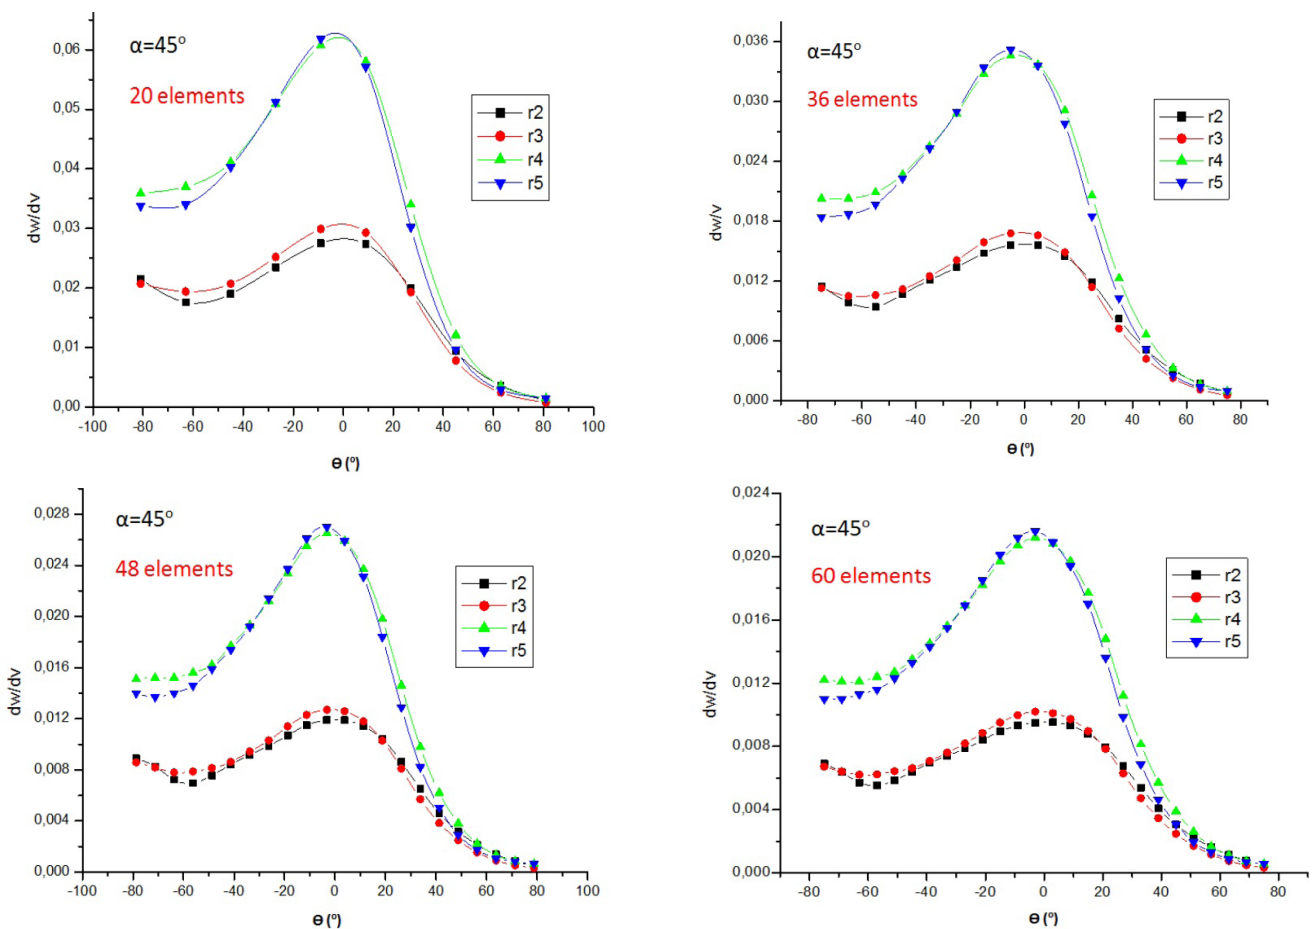 α=45º
20 elements
r2
r3
r4
r5
dw/dv
0,06
0,05
0,04
0,03
0,02
0,01
0,00
-100 -80 -60 -40 -20 0 20 40 60 80 100
Ɵ (º)
α=45º
36 elements
r2
r3
r4
r5
dw/v
0,036
0,030
0,024
0,018
0,012
0,006
0,000
-80 -60 -40 -20 0 20 40 60 80
Ɵ (º)
α=45º
48 elements
r2
r3
r4
r5
dw/dv
0,028
0,024
0,020
0,016
0,012
0,008
0,004
0,000
-100 -80 -60 -40 -20 0 20 40 60 80 100
Ɵ (º)
α=45º
60 elements
r2
r3
r4
r5
dw/dv
0,024
0,020
0,016
0,012
0,008
0,004
0,000
-80 -60 -40 -20 0 20 40 60 80
Ɵ (º)